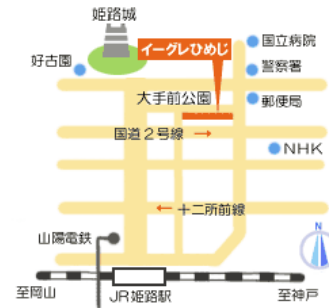 姫路城
イーグレひめじ
国立病院
好古園
警察署
大手前公園
郵便局
国道2号線 →
NHK
← 十二所前線
山陽電鉄
N
至岡山
JR姫路駅
至神戸